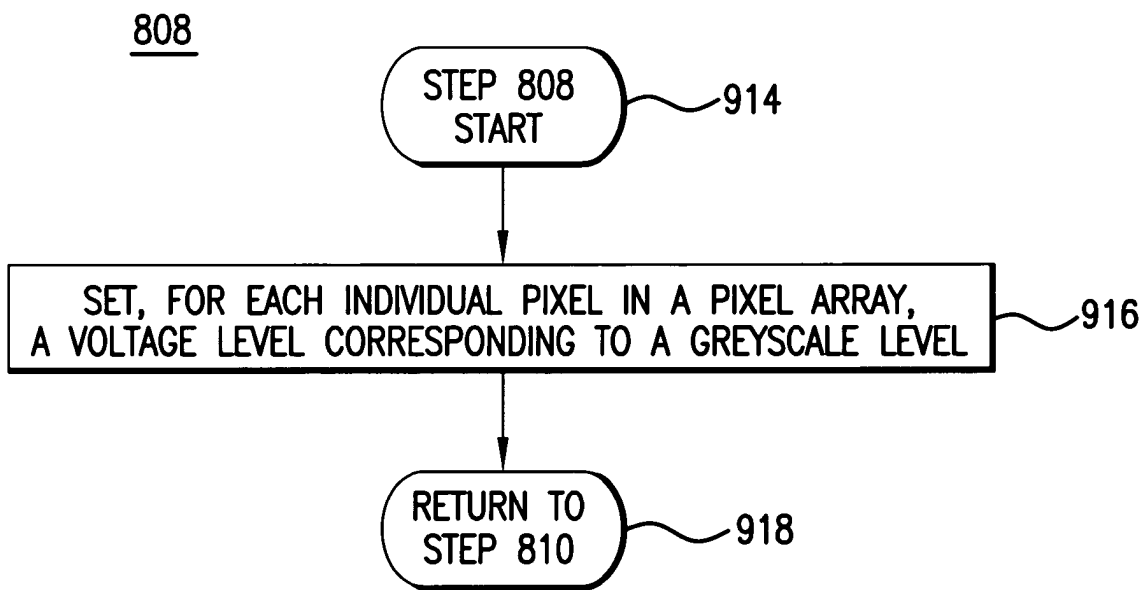 808
STEP 808
START
914
SET, FOR EACH INDIVIDUAL PIXEL IN A PIXEL ARRAY,
A VOLTAGE LEVEL CORRESPONDING TO A GREYSCALE LEVEL
916
RETURN TO
STEP 810
918